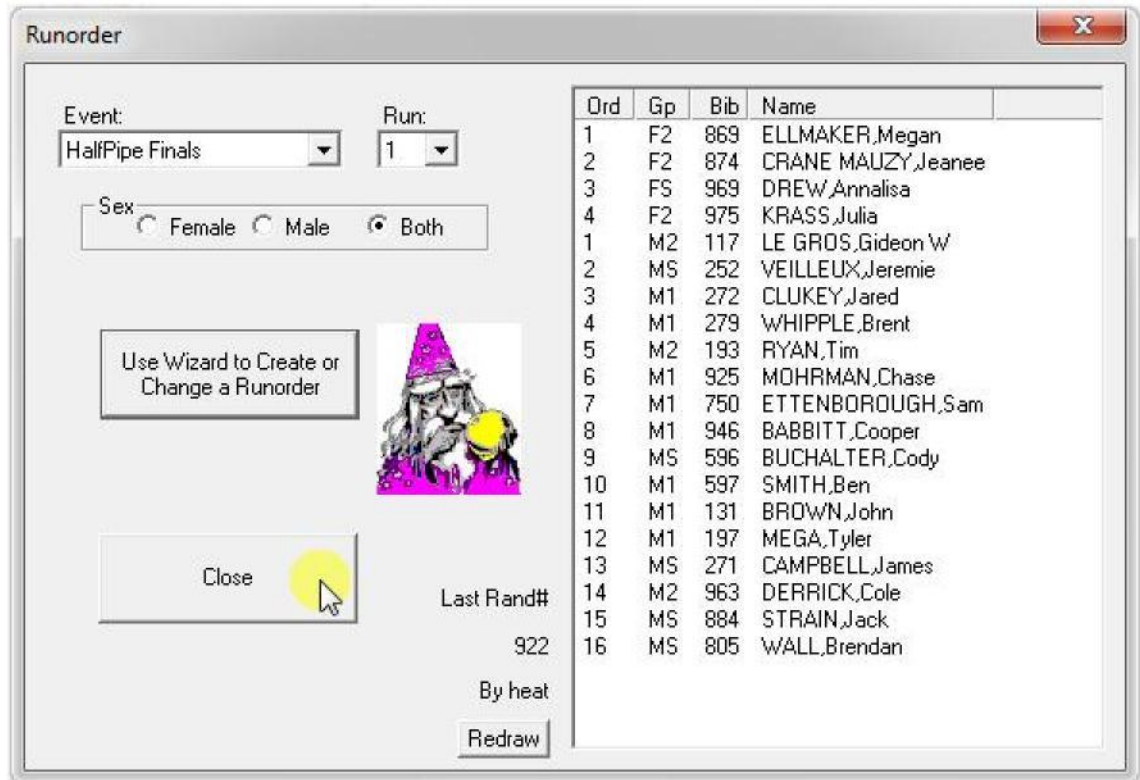 Runorder
Event:
Run:
HalfPipe Finals
1
Sex
Female
Male
Both
Use Wizard to Create or
Change a Runorder
Close
Last Rand#
922
By heat
Redraw
Ord Gp Bib Name
1 F2 869 ELLMAKER,Megan
2 F2 874 CRANE MAUZY,Jeanee
3 FS 969 DREW,Annalisa
4 F2 975 KRASS,Julia
1 M2 117 LE GROS,Gideon W
2 MS 252 VEILLEUX,Jeremie
3 M1 272 CLUKEY,Jared
4 M1 279 WHIPPLE,Brent
5 M2 193 RYAN,Tim
6 M1 925 MOHRMAN,Chase
7 M1 750 ETTENBOROUGH,Sam
8 M1 946 BABBITT,Cooper
9 MS 596 BUCHALTER,Cody
10 M1 597 SMITH,Ben
11 M1 131 BROWN,John
12 M1 197 MEGA,Tyler
13 MS 271 CAMPBELL,James
14 M2 963 DERRICK,Cole
15 MS 884 STRAIN,Jack
16 MS 805 WALL,Brendan